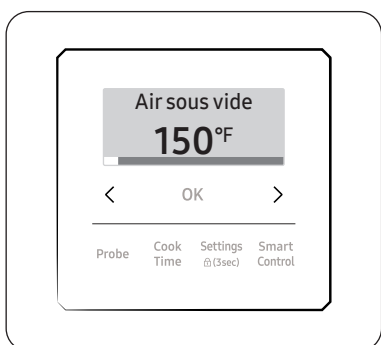 Air sous vide
150°F
< OK >
Probe
Cook
Time
Settings
(3sec)
Smart
Control